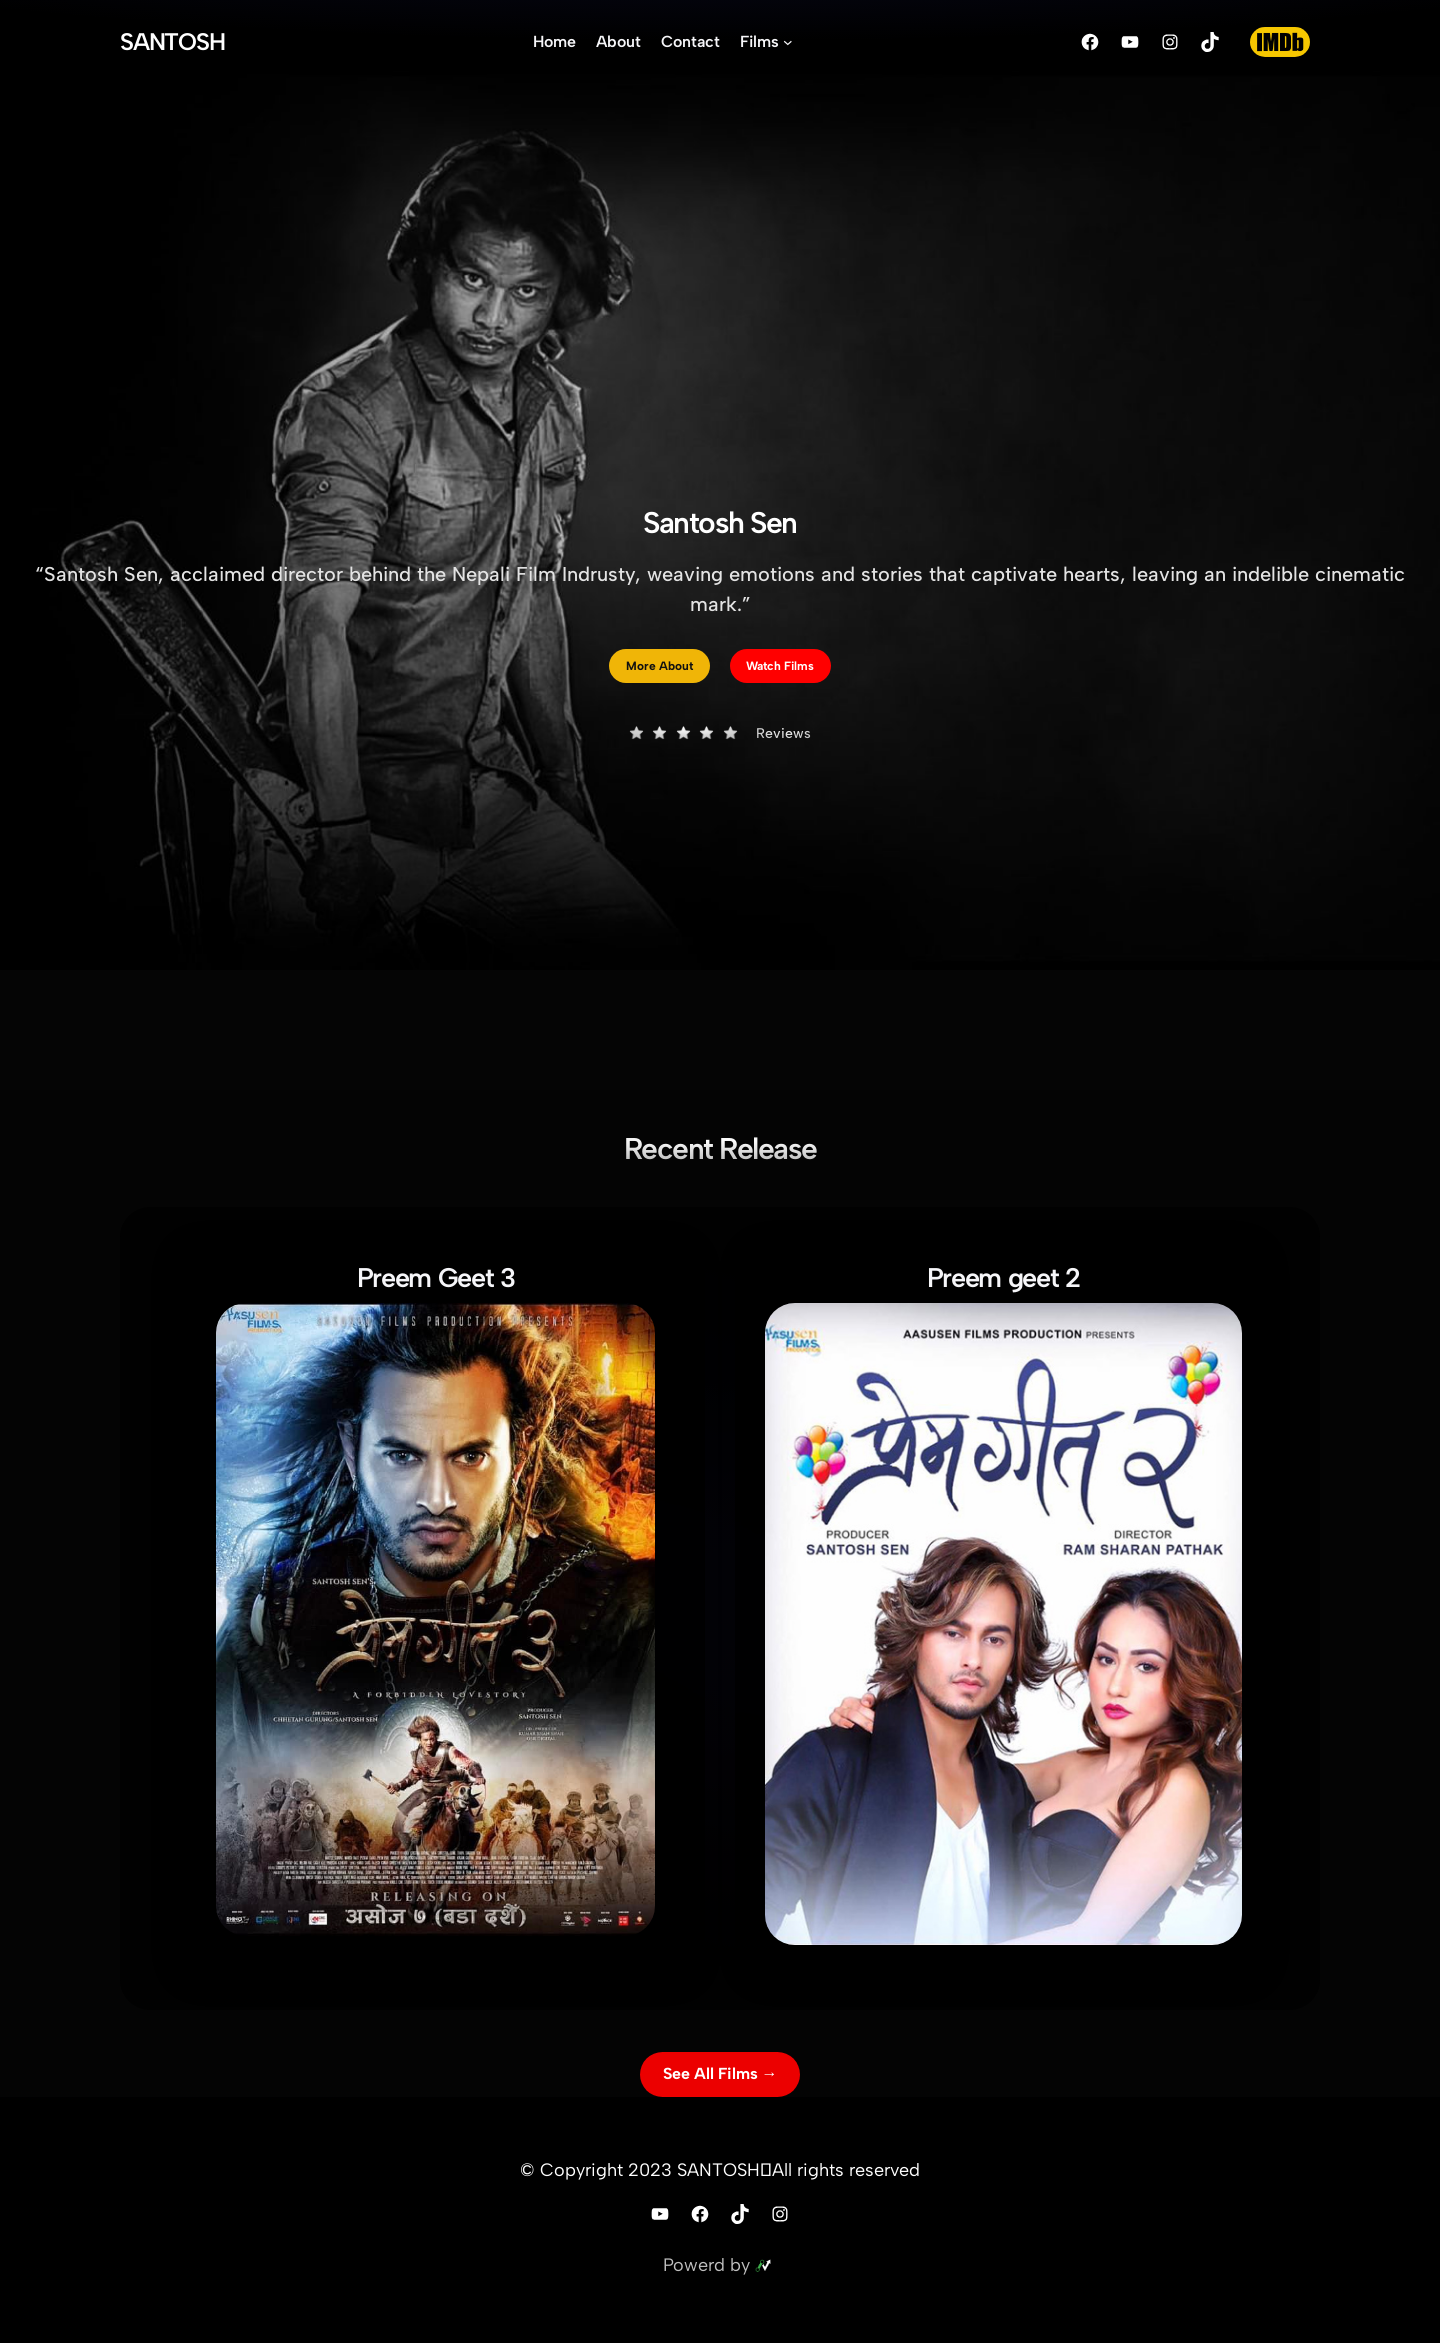 SANTOSH
Home About Contact Films
IMDb
Santosh Sen
“Santosh Sen, acclaimed director behind the Nepali Film Indrusty, weaving emotions and stories that captivate hearts, leaving an indelible cinematic
mark.”
More About Watch Films
Reviews
Recent Release
Preem Geet 3
AASUSEN FILMS PRODUCTION PRESENTS
SANTOSH SEN'S
प्रेम गीत ३
A FORBIDDEN LOVESTORY
CHHETAN GURUNG/SANTOSH SEN
PRODUCER
SANTOSH SEN
RELEASING ON
असोज ७ (बडा दशैँ)
Preem geet 2
AASUSEN FILMS
AASUSEN FILMS PRODUCTION PRESENTS
प्रेम गीत २
PRODUCER
SANTOSH SEN
DIRECTOR
RAM SHARAN PATHAK
See All Films →
© Copyright 2023 SANTOSH▯All rights reserved
Powerd by